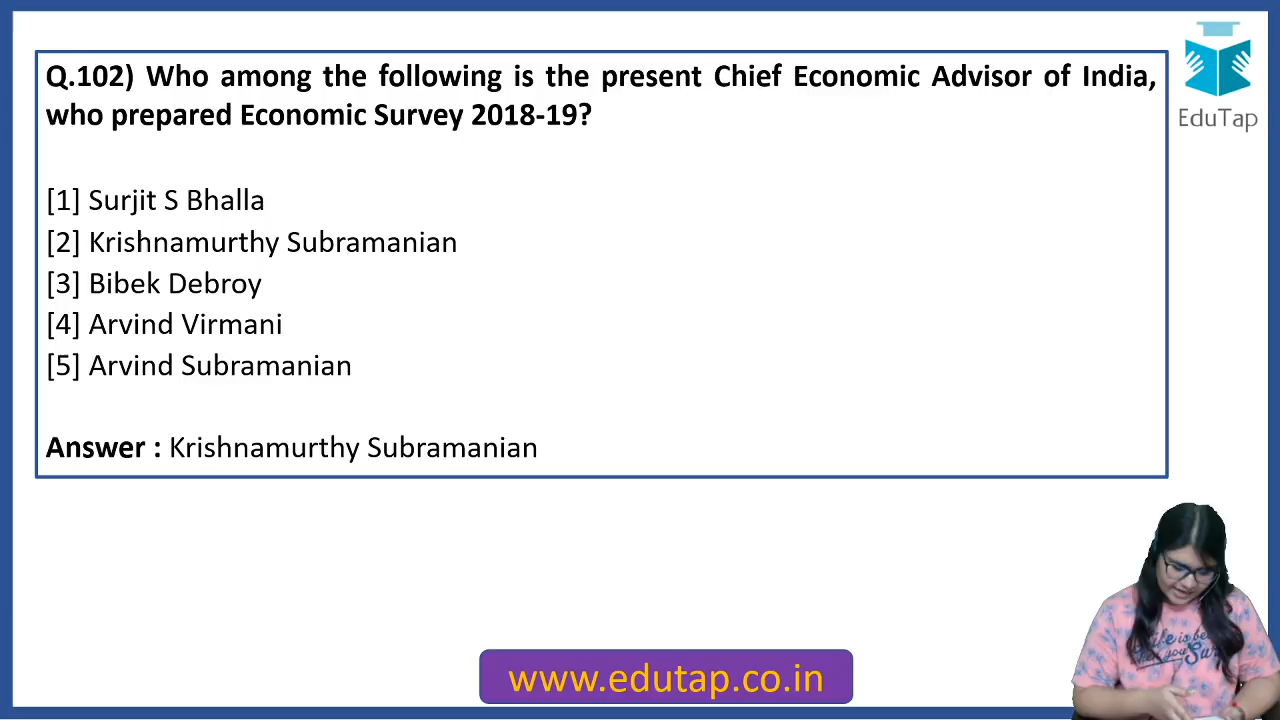 Q.102) Who among the following is the present Chief Economic Advisor of India,
who prepared Economic Survey 2018-19?
[1] Surjit S Bhalla
[2] Krishnamurthy Subramanian
[3] Bibek Debroy
[4] Arvind Virmani
[5] Arvind Subramanian
Answer : Krishnamurthy Subramanian
EduTap
www.edutap.co.in